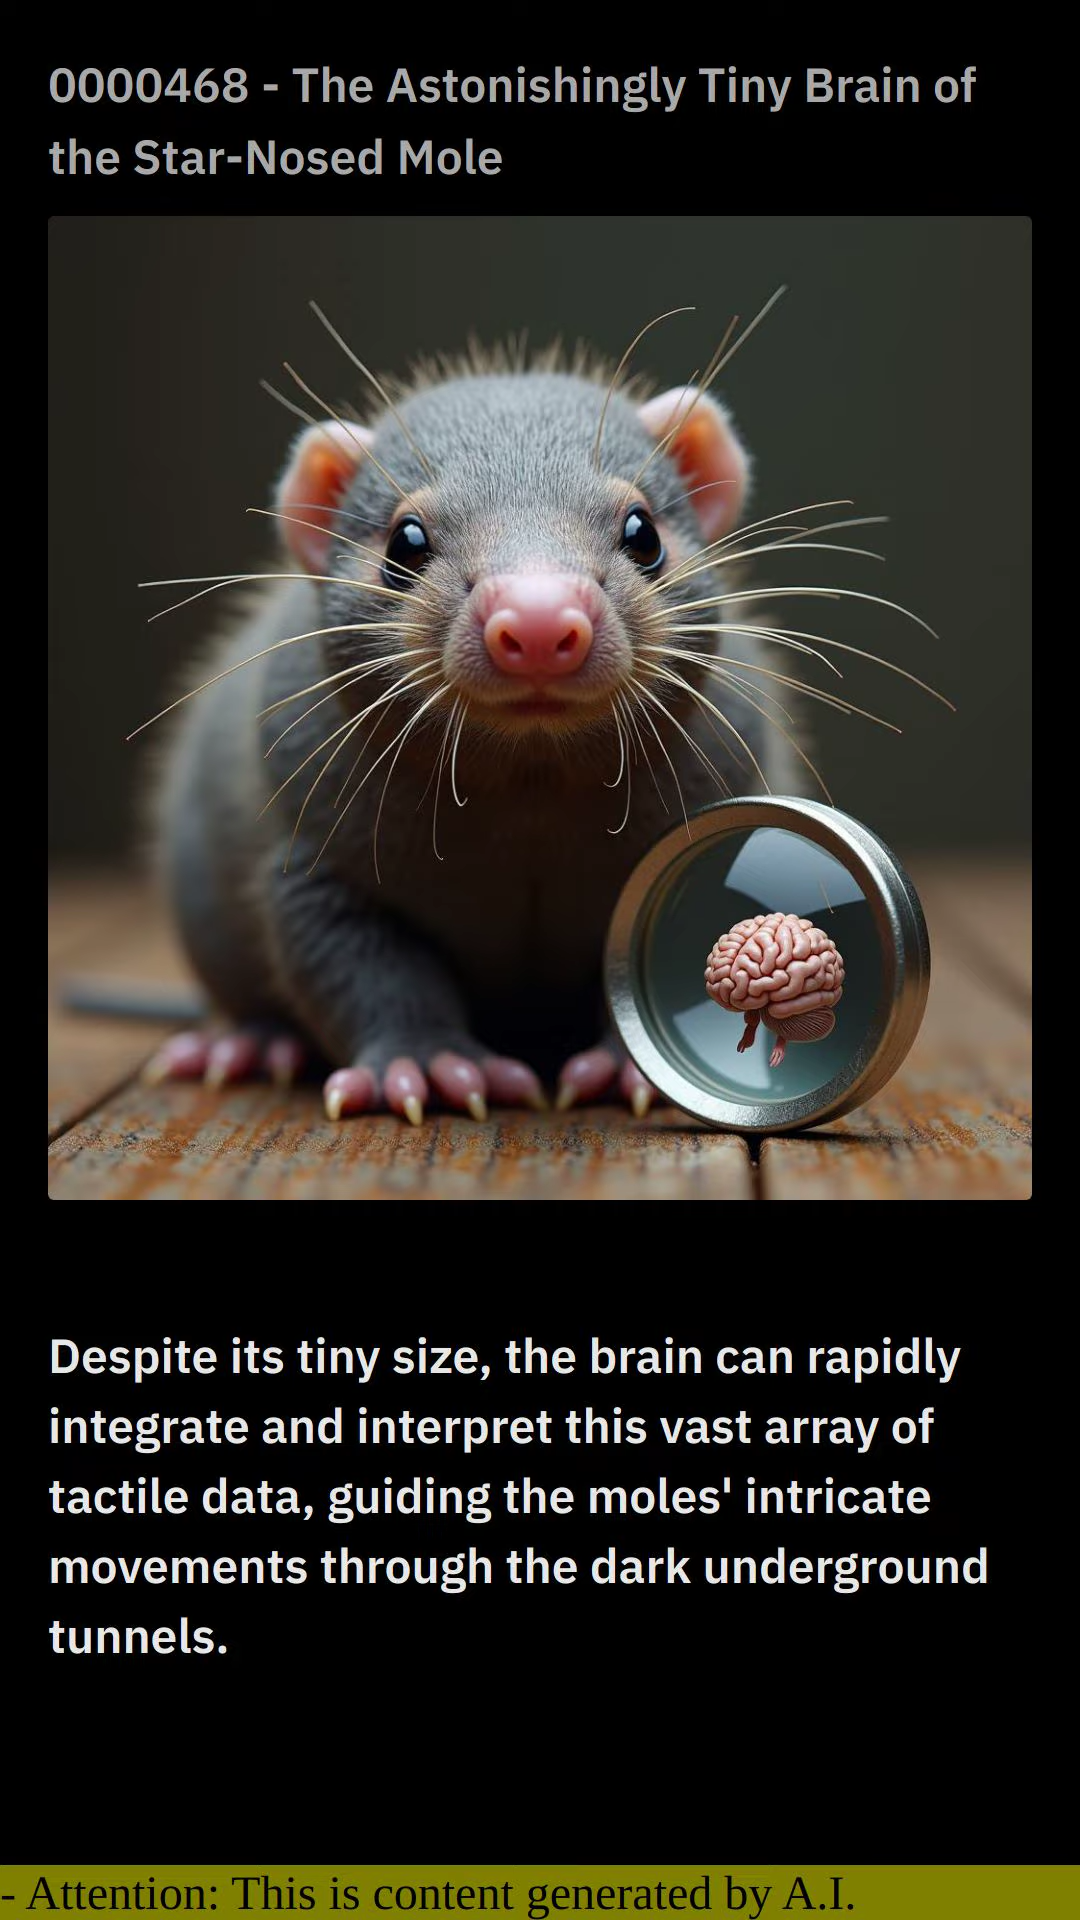 0000468 - The Astonishingly Tiny Brain of
the Star-Nosed Mole
Despite its tiny size, the brain can rapidly
integrate and interpret this vast array of
tactile data, guiding the moles' intricate
movements through the dark underground
tunnels.
- Attention: This is content generated by A.I.